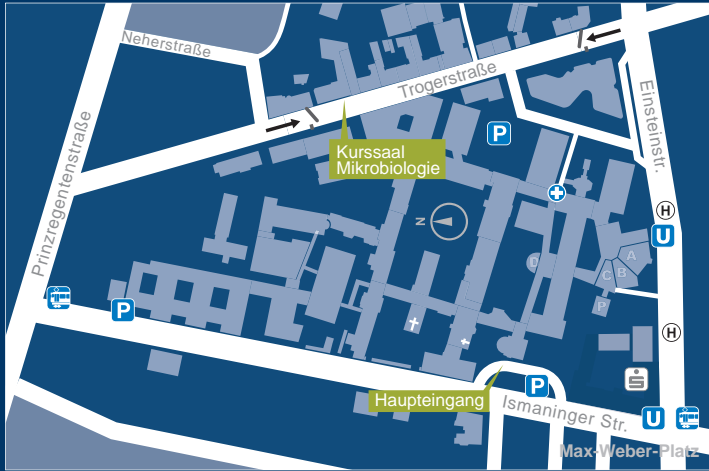 Neherstraße
Trogerstraße
Prinzregentenstraße
Einsteinstr.
P
Kurssaal
Mikrobiologie
N
H
U
A
B
C
D
P
P
H
S
P
Haupteingang
Ismaninger Str.
U
Max-Weber-Platz